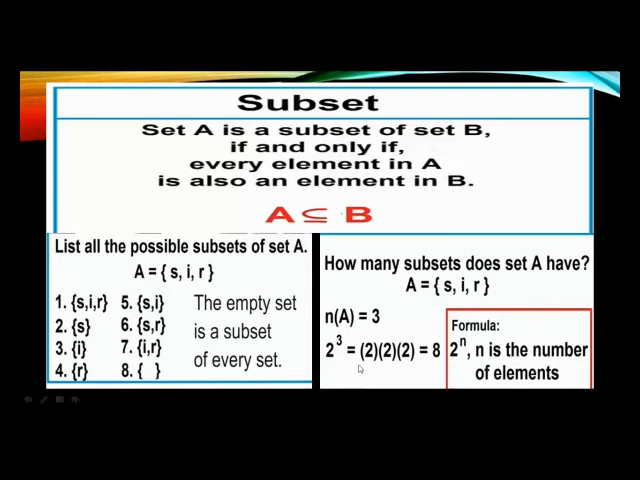 Subset
Set A is a subset of set B,
if and only if,
every element in A
is also an element in B.
A ⊆ B
List all the possible subsets of set A.
A = { s, i, r }
1. {s,i,r} 5. {s,i}
2. {s} 6. {s,r}
3. {i} 7. {i,r}
4. {r} 8. { }
The empty set
is a subset
of every set.
How many subsets does set A have?
A = { s, i, r }
n(A) = 3
2³ = (2)(2)(2) = 8
Formula:
2ⁿ, n is the number
of elements